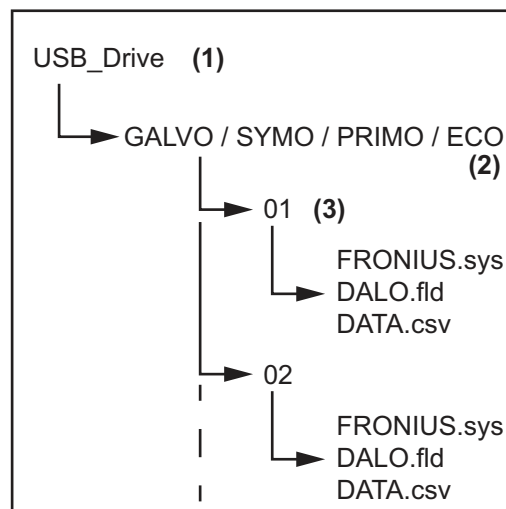 USB_Drive (1)
GALVO / SYMO / PRIMO / ECO
(2)
01 (3)
FRONIUS.sys
DALO.fld
DATA.csv
02
FRONIUS.sys
DALO.fld
DATA.csv